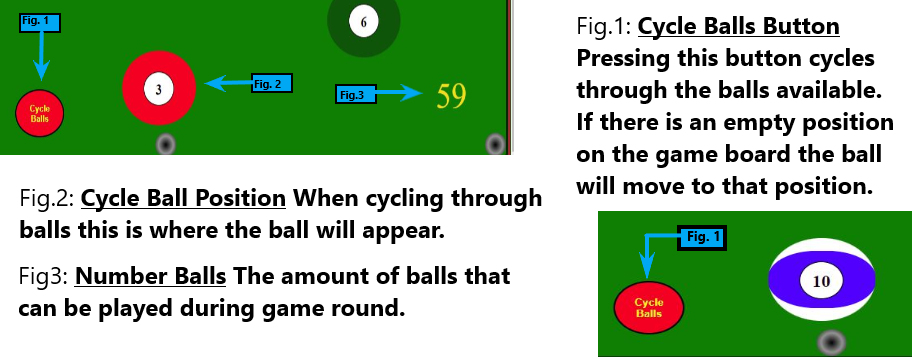 Fig. 1
6
3
Fig. 2
Fig.3
59
Cycle
Balls
Fig.2: Cycle Ball Position When cycling through
balls this is where the ball will appear.
Fig3: Number Balls The amount of balls that
can be played during game round.
Fig.1: Cycle Balls Button
Pressing this button cycles
through the balls available.
If there is an empty position
on the game board the ball
will move to that position.
Fig. 1
10
Cycle
Balls